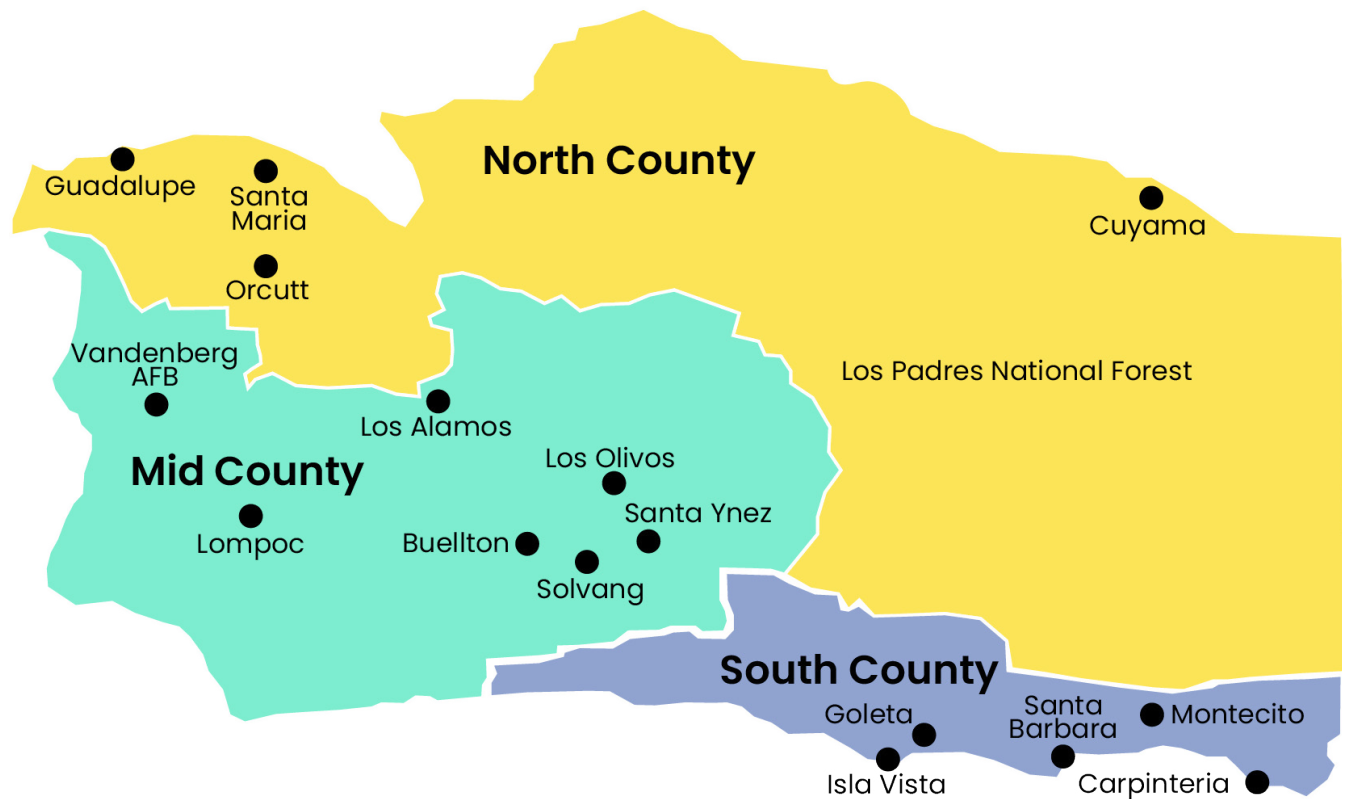 North County
Guadalupe
Santa
Maria
Cuyama
Orcutt
Vandenberg
AFB
Los Padres National Forest
Los Alamos
Mid County
Los Olivos
Santa Ynez
Lompoc
Buellton
Solvang
South County
Goleta
Santa
Barbara
Montecito
Isla Vista
Carpinteria